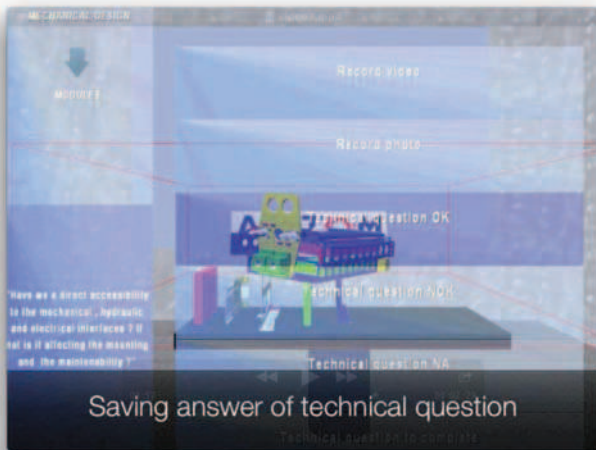 MECHANICAL DESIGN
Record video
MODULE
Record photo
Technical question OK
"Have we a direct accessibility
to the mechanical, hydraulic
and electrical interfaces ? If
not is it affecting the mounting
and the maintenability ?"
Technical question NOK
Technical question NA
Saving answer of technical question
Technical question to complete